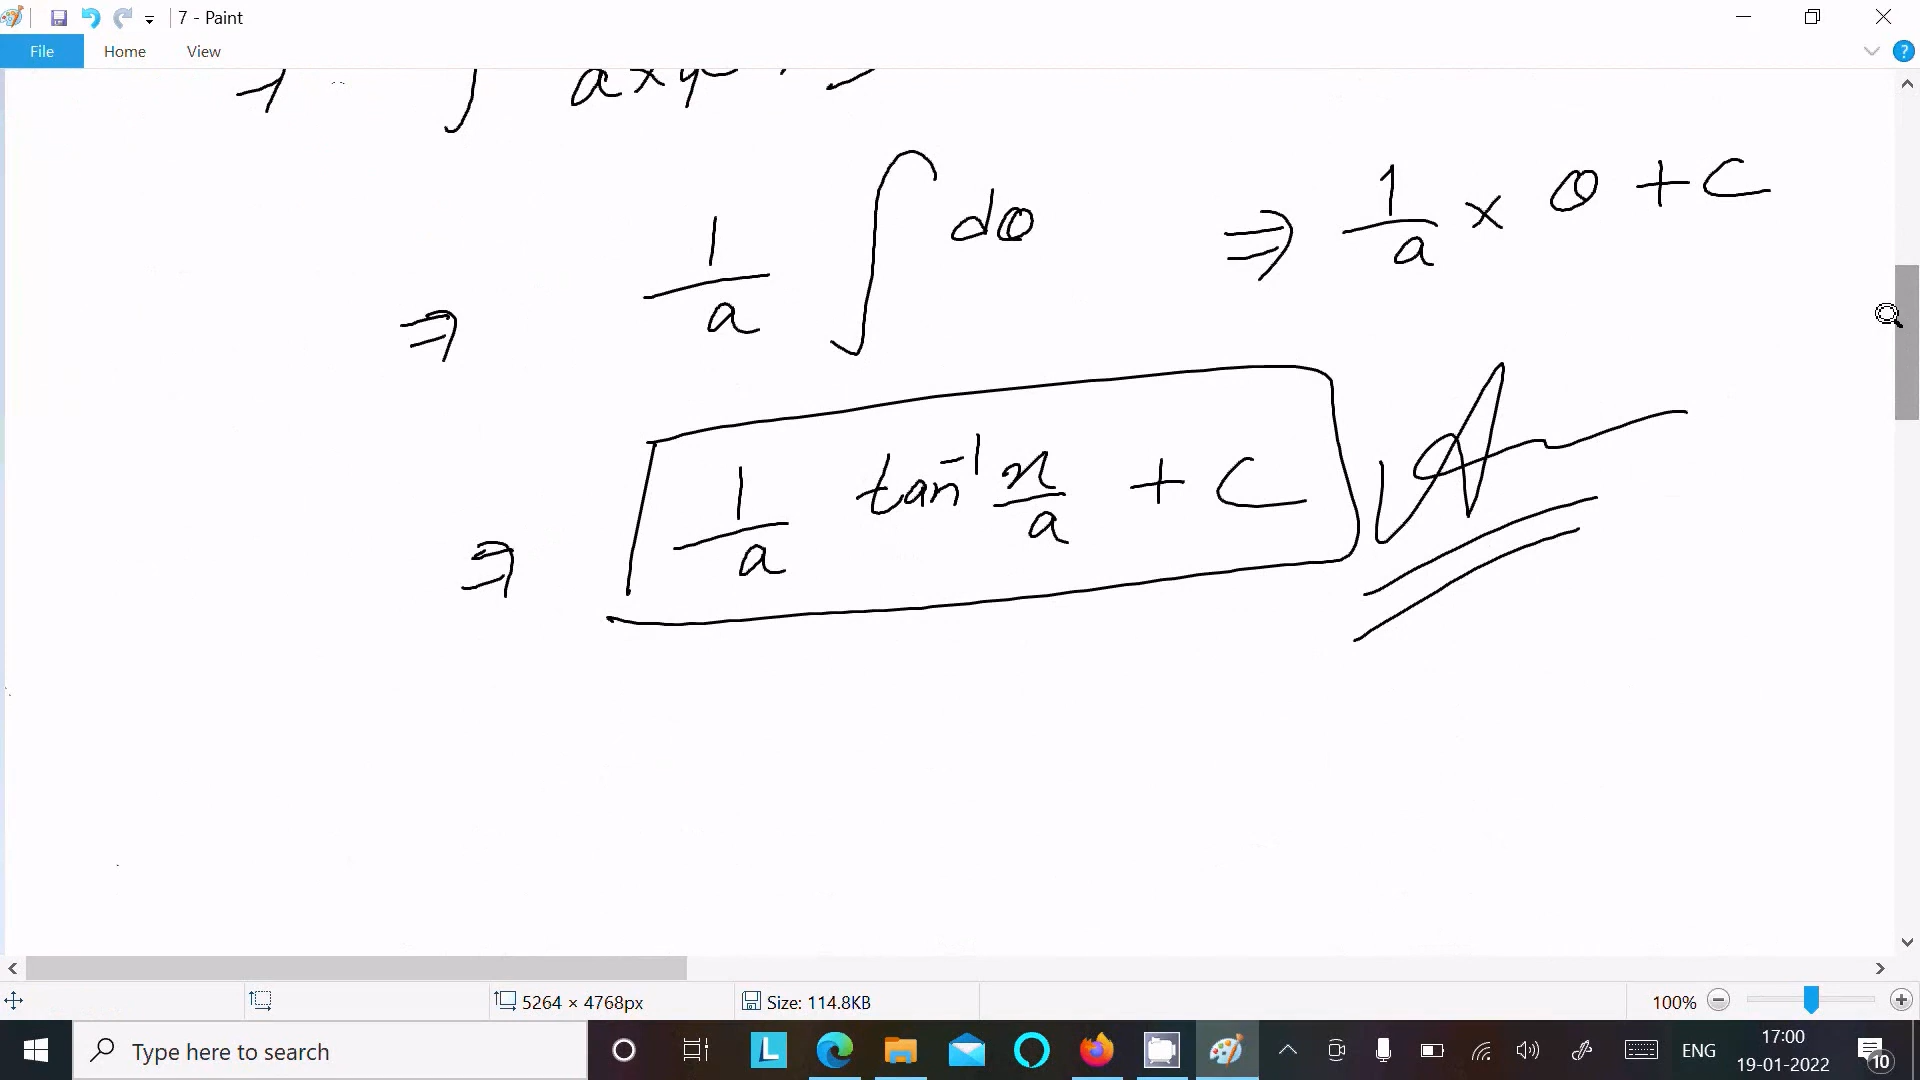 7 - Paint
File Home View
⇒ 1/a ∫ dθ ⇒ 1/a × θ + C
⇒ 1/a tan⁻¹ x/a + C
5264 × 4768px Size: 114.8KB 100%
Type here to search
ENG
17:00
19-01-2022
10